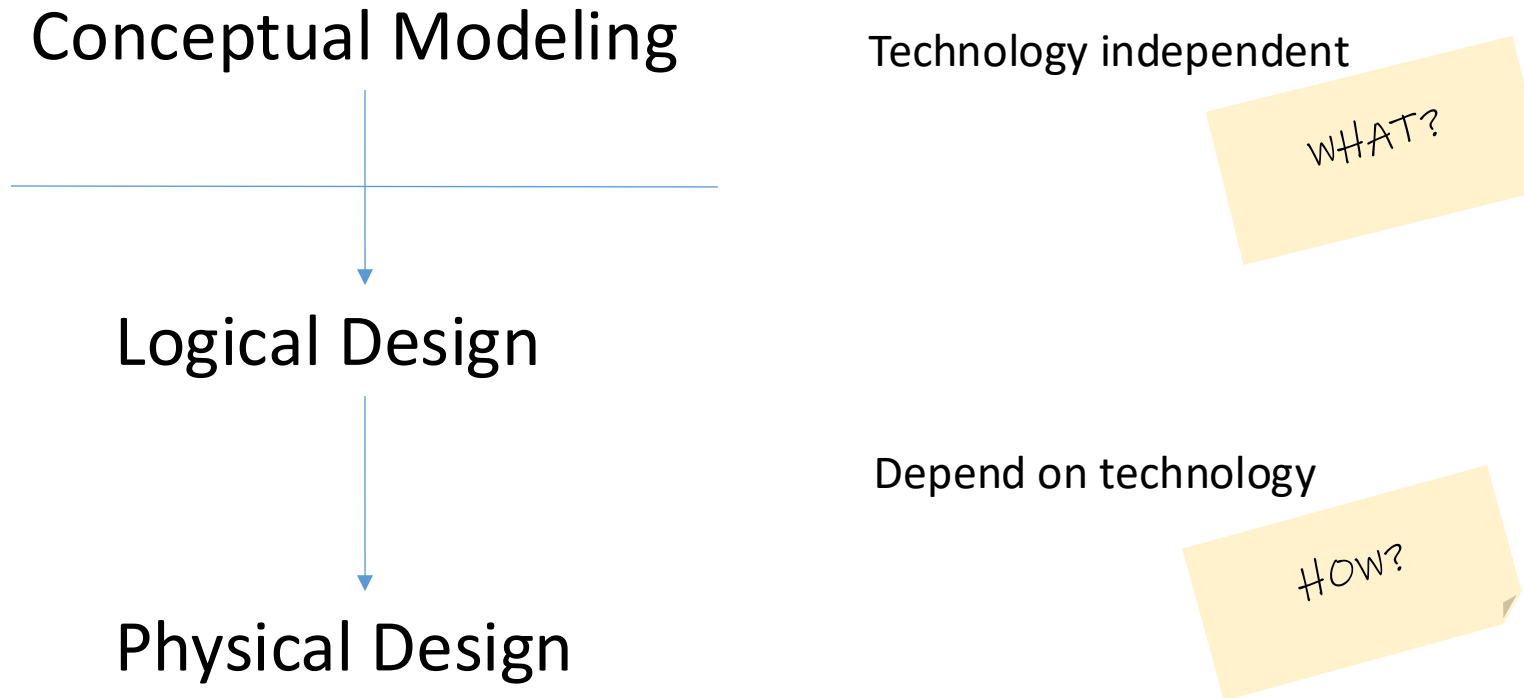 Conceptual Modeling
Technology independent
WHAT?
Logical Design
Depend on technology
HOW?
Physical Design